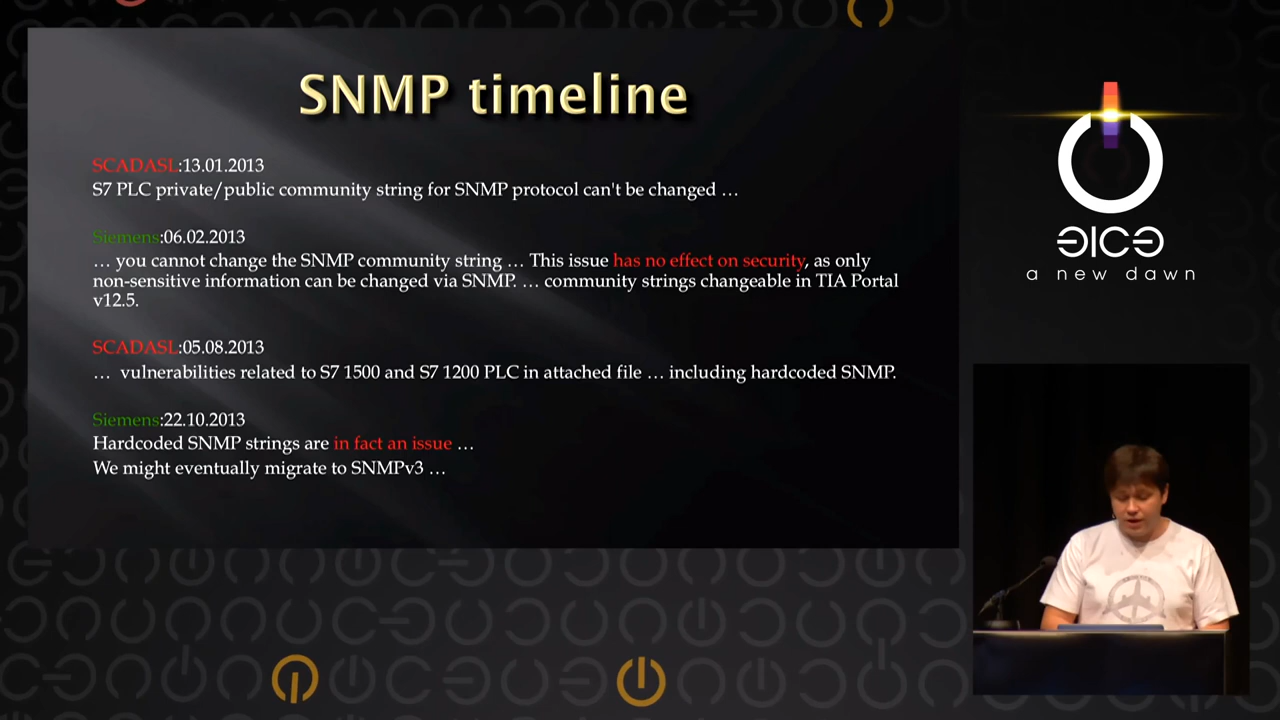 SNMP timeline
SCADASL:13.01.2013
S7 PLC private/public community string for SNMP protocol can't be changed …
Siemens:06.02.2013
… you cannot change the SNMP community string … This issue has no effect on security, as only
non-sensitive information can be changed via SNMP. … community strings changeable in TIA Portal
v12.5.
SCADASL:05.08.2013
… vulnerabilities related to S7 1500 and S7 1200 PLC in attached file … including hardcoded SNMP.
Siemens:22.10.2013
Hardcoded SNMP strings are in fact an issue …
We might eventually migrate to SNMPv3 …
a new dawn